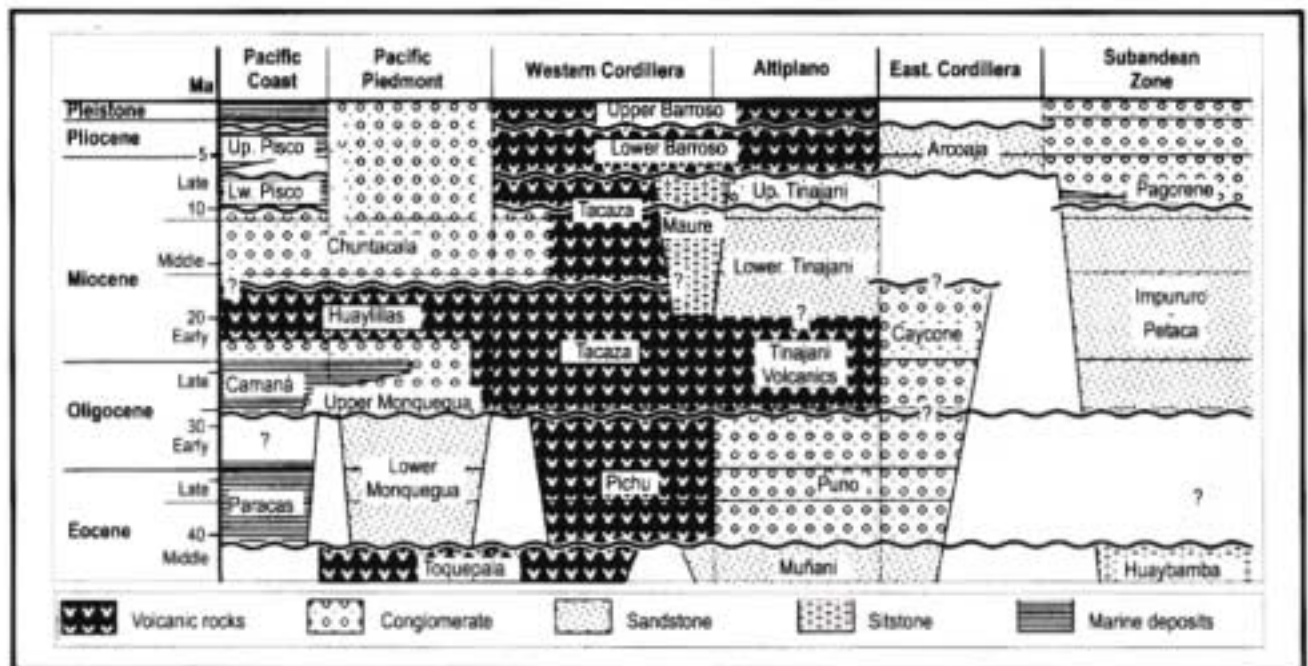 Ma
Pacific Coast
Pacific Piedmont
Western Cordillera
Altiplano
East. Cordillera
Subandean Zone
Pleistone
Upper Barroso
Pliocene
Up. Pisco
Lower Barroso
Arcoaja
5
Late
Lw. Pisco
Up. Tinajani
Pagorene
10
Tacaza
Maure
Chuntacala
Middle
Lower. Tinajani
Miocene
?
?
?
Impururo - Petaca
Huaylillas
?
20
Early
Tacaza
Tinajani Volcanics
Caycone
Late
Camaná
Upper Monquegua
Oligocene
?
30
Early
?
Lower Monquegua
Late
Paracas
Pichu
Puno
?
Eocene
40
Middle
Toquepala
Muñani
Huaybamba
Volcanic rocks
Conglomerate
Sandstone
Sitstone
Marine deposits